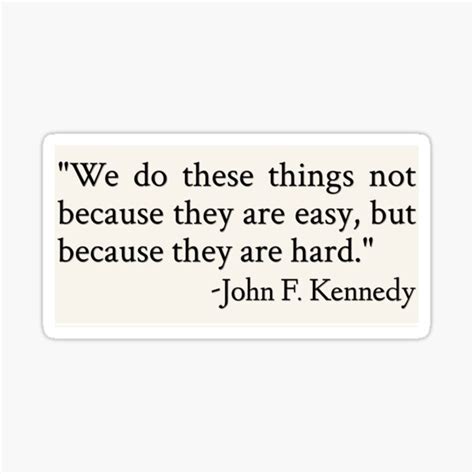 "We do these things not
because they are easy, but
because they are hard."
-John F. Kennedy